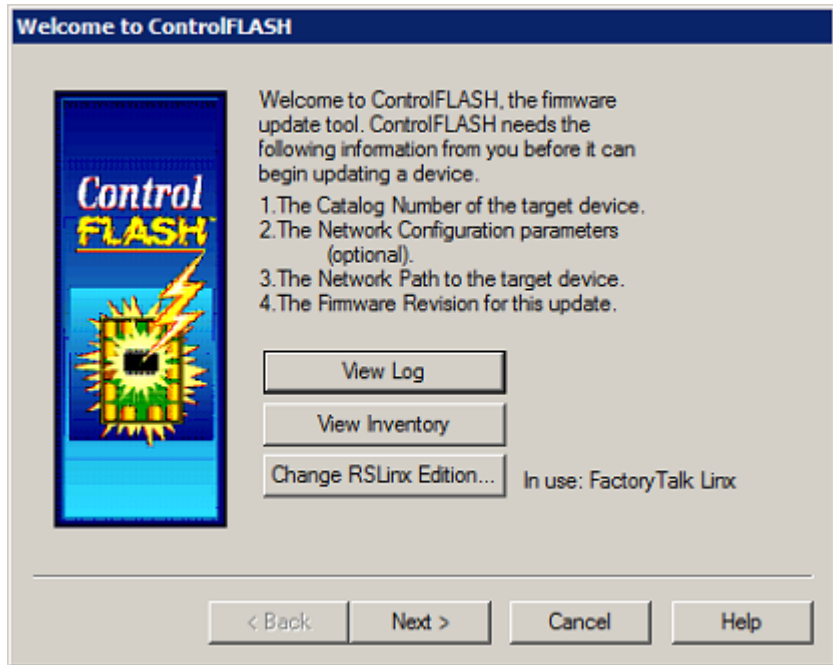 Welcome to ControlFLASH
Control
FLASH
Welcome to ControlFLASH, the firmware
update tool. ControlFLASH needs the
following information from you before it can
begin updating a device.
1.The Catalog Number of the target device.
2.The Network Configuration parameters
(optional).
3.The Network Path to the target device.
4.The Firmware Revision for this update.
View Log
View Inventory
Change RSLinx Edition... In use: FactoryTalk Linx
< Back Next > Cancel Help